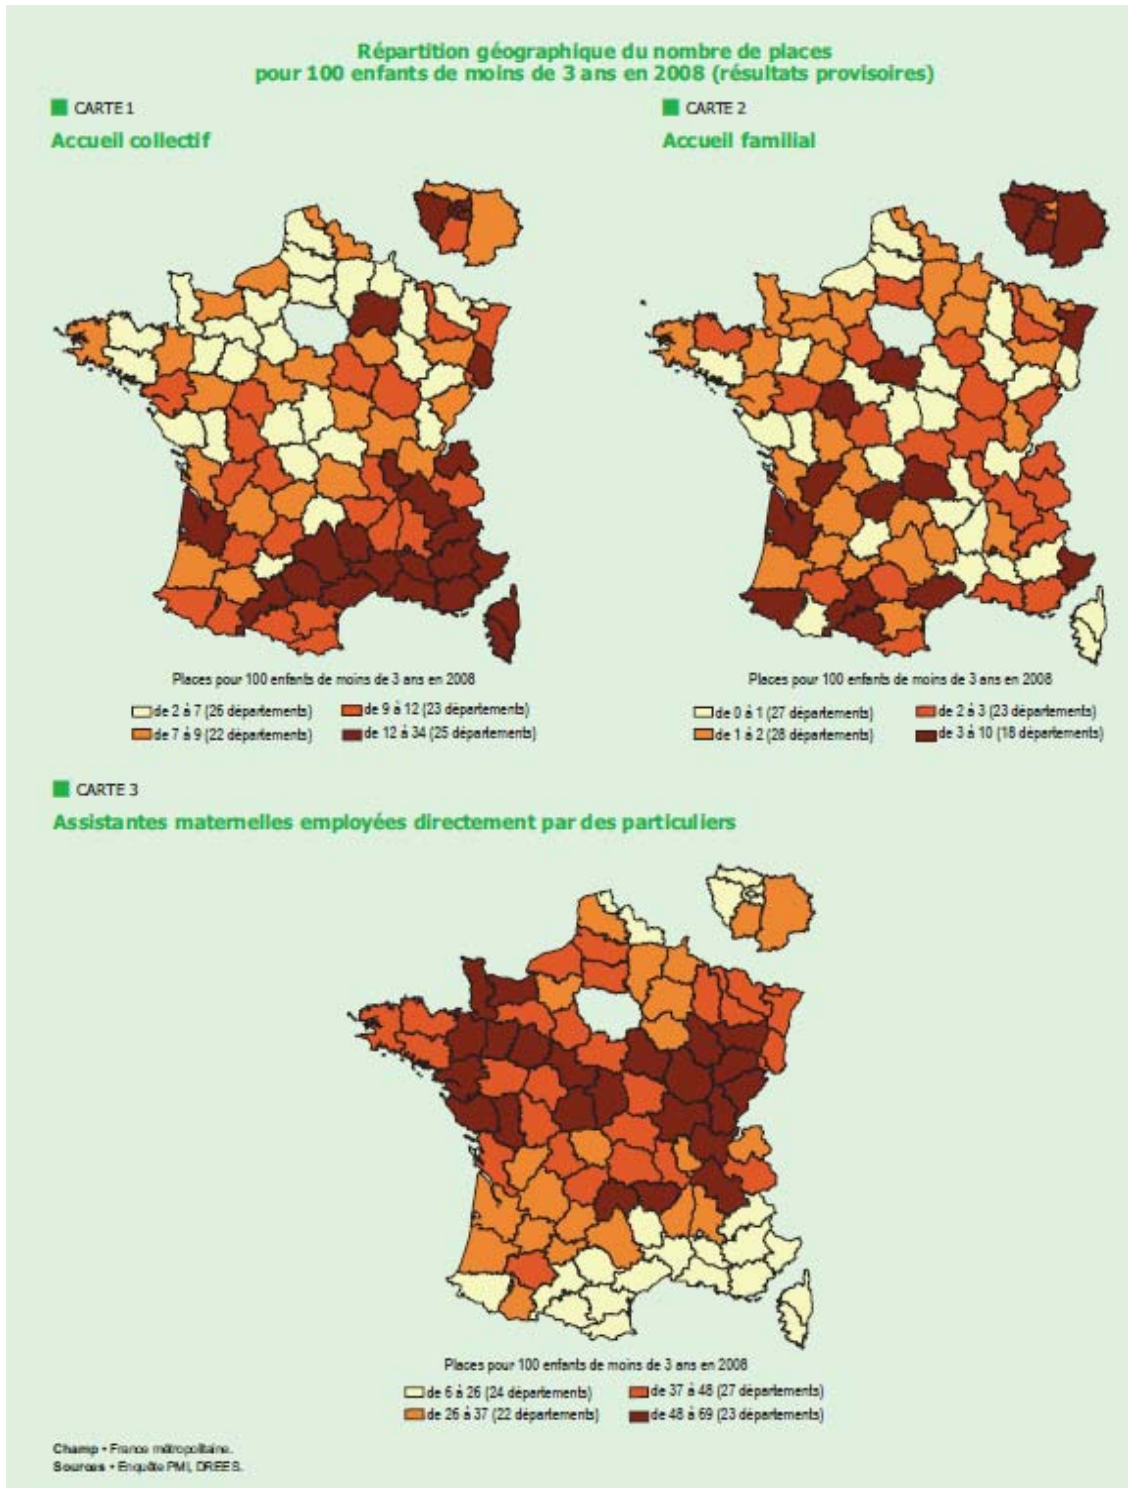 Répartition géographique du nombre de places
pour 100 enfants de moins de 3 ans en 2008 (résultats provisoires)
CARTE 1
Accueil collectif
CARTE 2
Accueil familial
Places pour 100 enfants de moins de 3 ans en 2008
de 2 à 7 (26 départements)
de 9 à 12 (23 départements)
de 7 à 9 (22 départements)
de 12 à 34 (25 départements)
Places pour 100 enfants de moins de 3 ans en 2008
de 0 à 1 (27 départements)
de 2 à 3 (23 départements)
de 1 à 2 (28 départements)
de 3 à 10 (18 départements)
CARTE 3
Assistantes maternelles employées directement par des particuliers
Places pour 100 enfants de moins de 3 ans en 2008
de 6 à 26 (24 départements)
de 37 à 48 (27 départements)
de 26 à 37 (22 départements)
de 48 à 69 (23 départements)
Champ • France métropolitaine.
Sources • Enquête PMI, DREES.